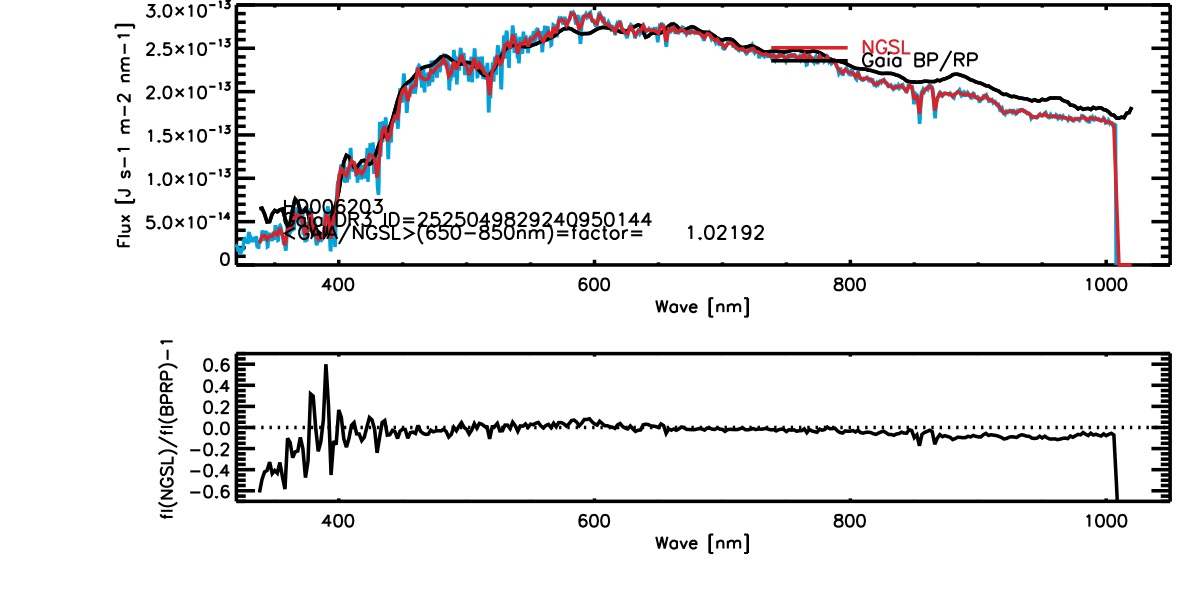 3.0×10⁻¹³
2.5×10⁻¹³
2.0×10⁻¹³
1.5×10⁻¹³
1.0×10⁻¹³
5.0×10⁻¹⁴
0
Flux [J s−1 m−2 nm−1]
NGSL
Gaia BP/RP
HD006203
Gaia DR3 ID=2525049829240950144
<GAIA/NGSL>(650−850nm)=factor= 1.02192
400 600 800 1000
Wave [nm]
0.6
0.4
0.2
0.0
−0.2
−0.4
−0.6
fl(NGSL)/fl(BPRP)−1
400 600 800 1000
Wave [nm]